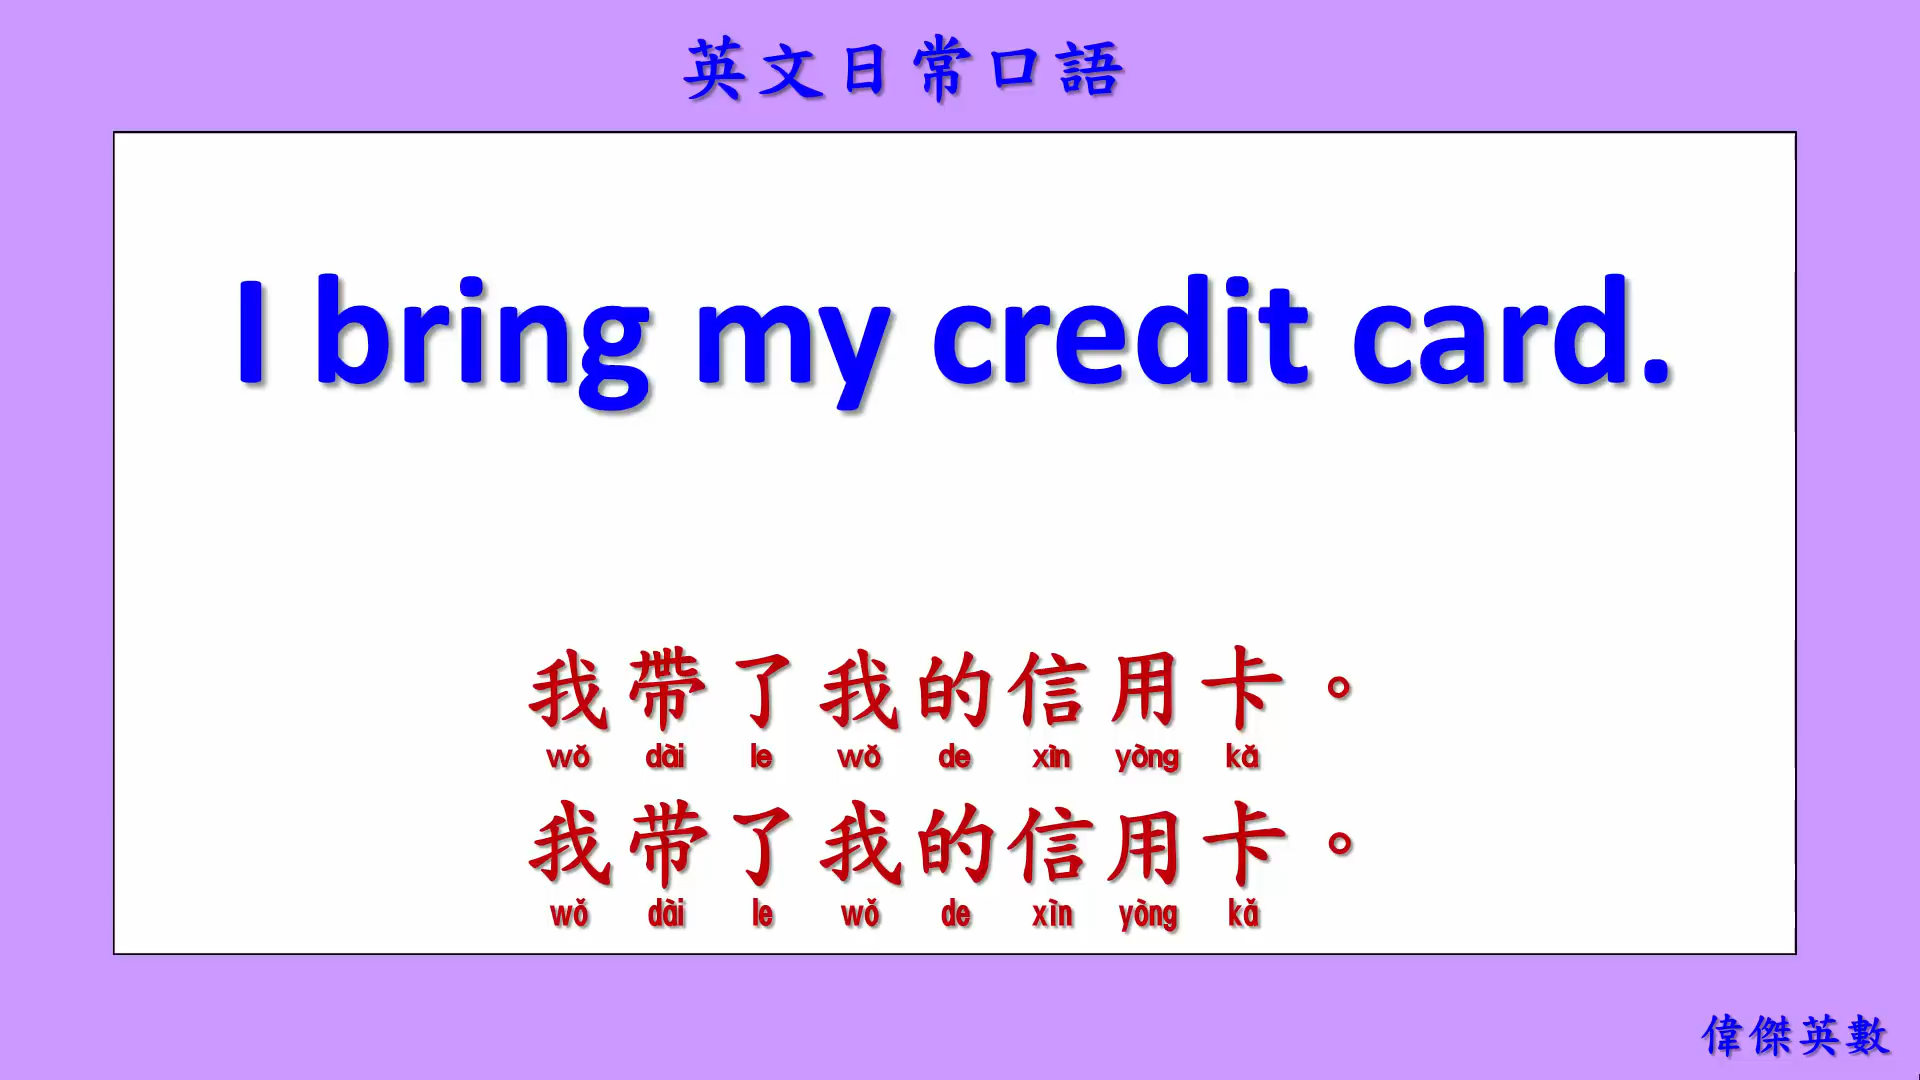 英文日常口語
I bring my credit card.
我帶了我的信用卡。
wǒ dài le wǒ de xìn yòng kǎ
我带了我的信用卡。
wǒ dài le wǒ de xìn yòng kǎ
偉傑英數